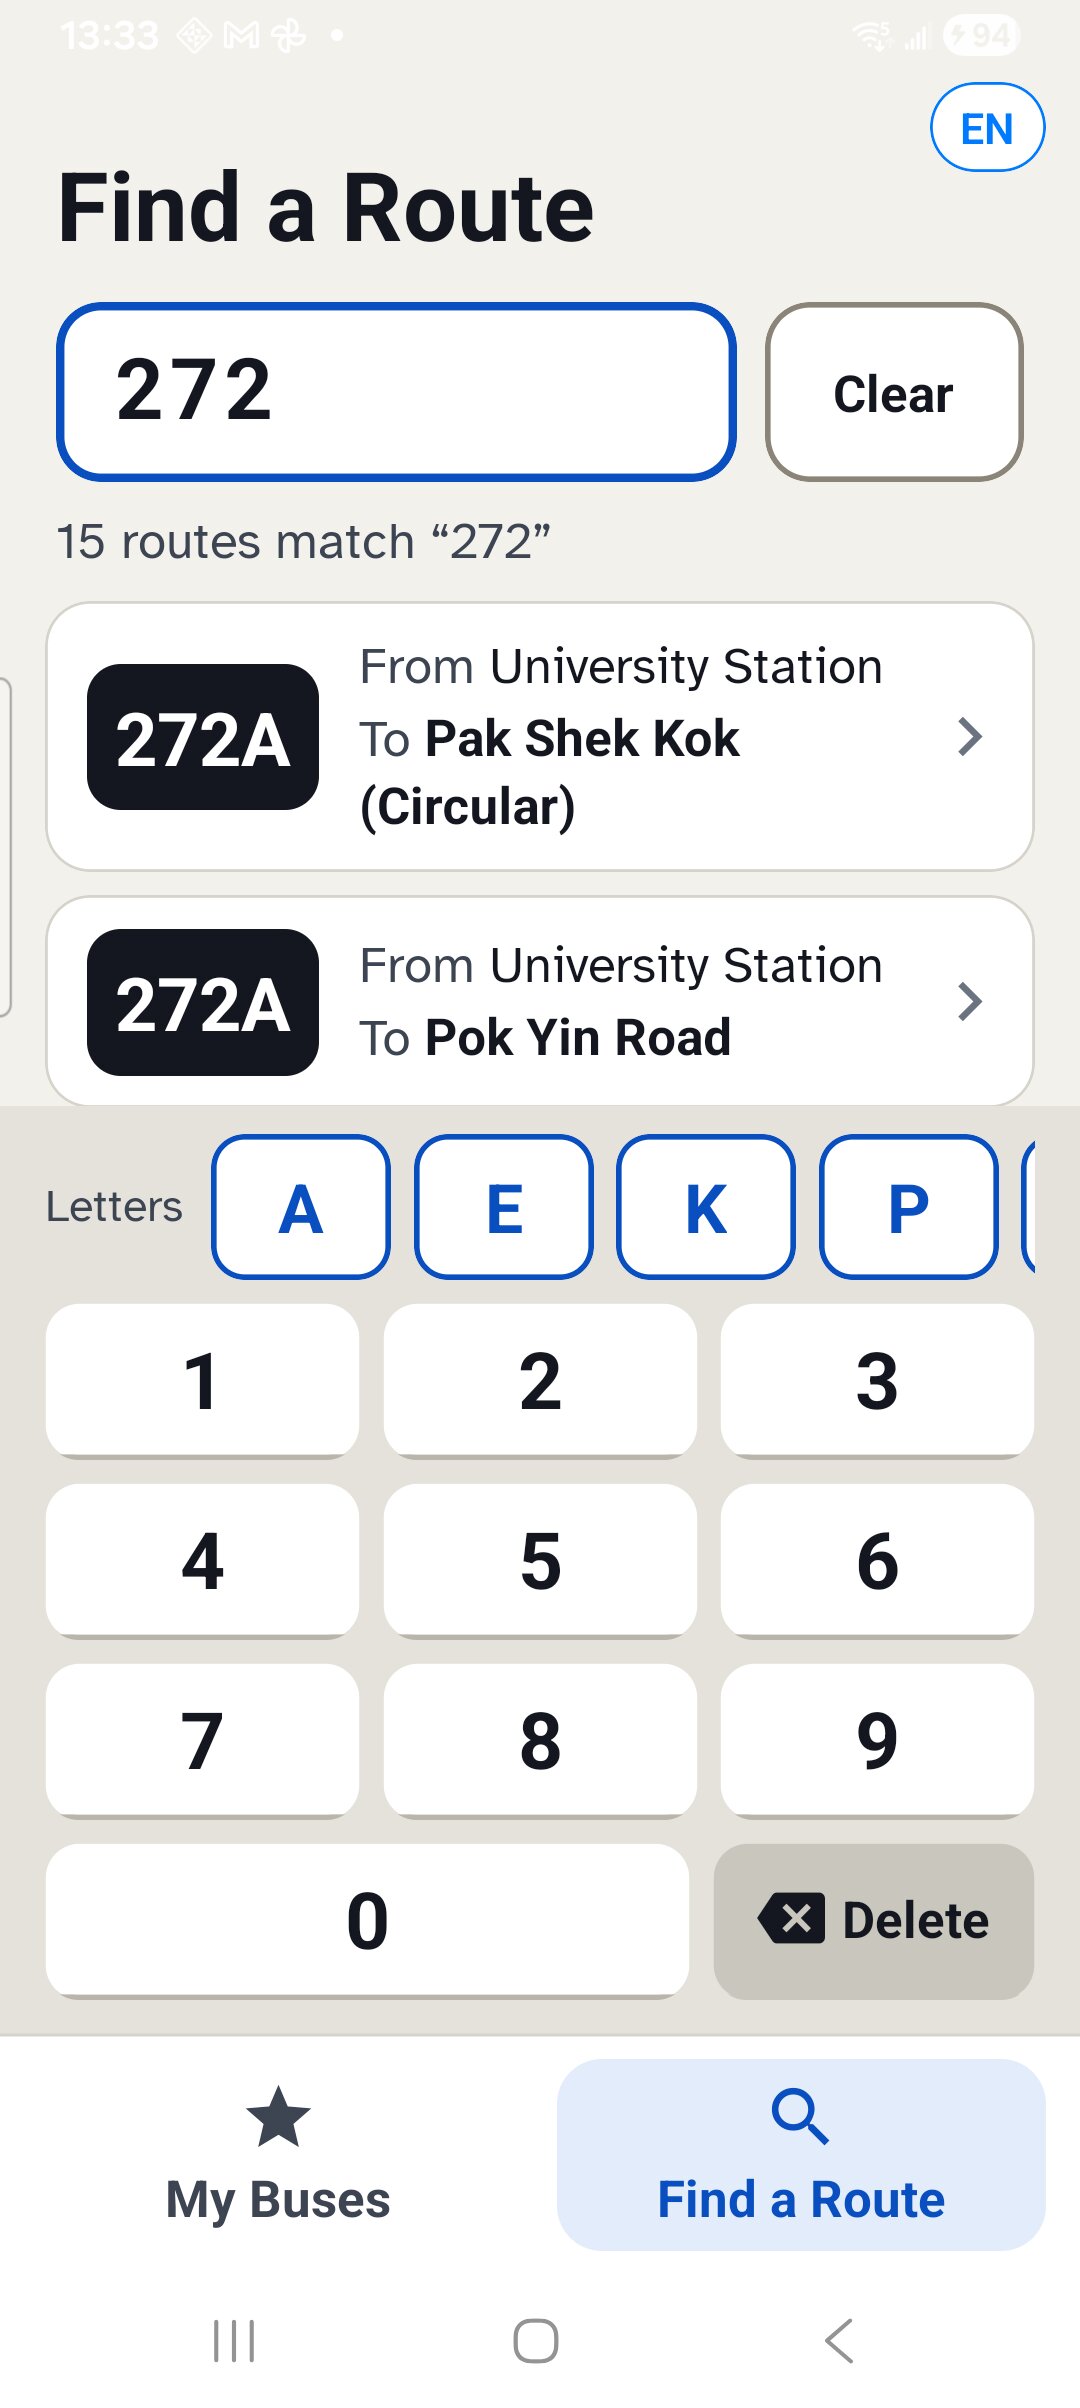 13:33
5
94
EN
Find a Route
272
Clear
15 routes match “272”
272A
From University Station
To Pak Shek Kok
(Circular)
272A
From University Station
To Pok Yin Road
Letters
A E K P
1 2 3
4 5 6
7 8 9
0 Delete
My Buses
Find a Route